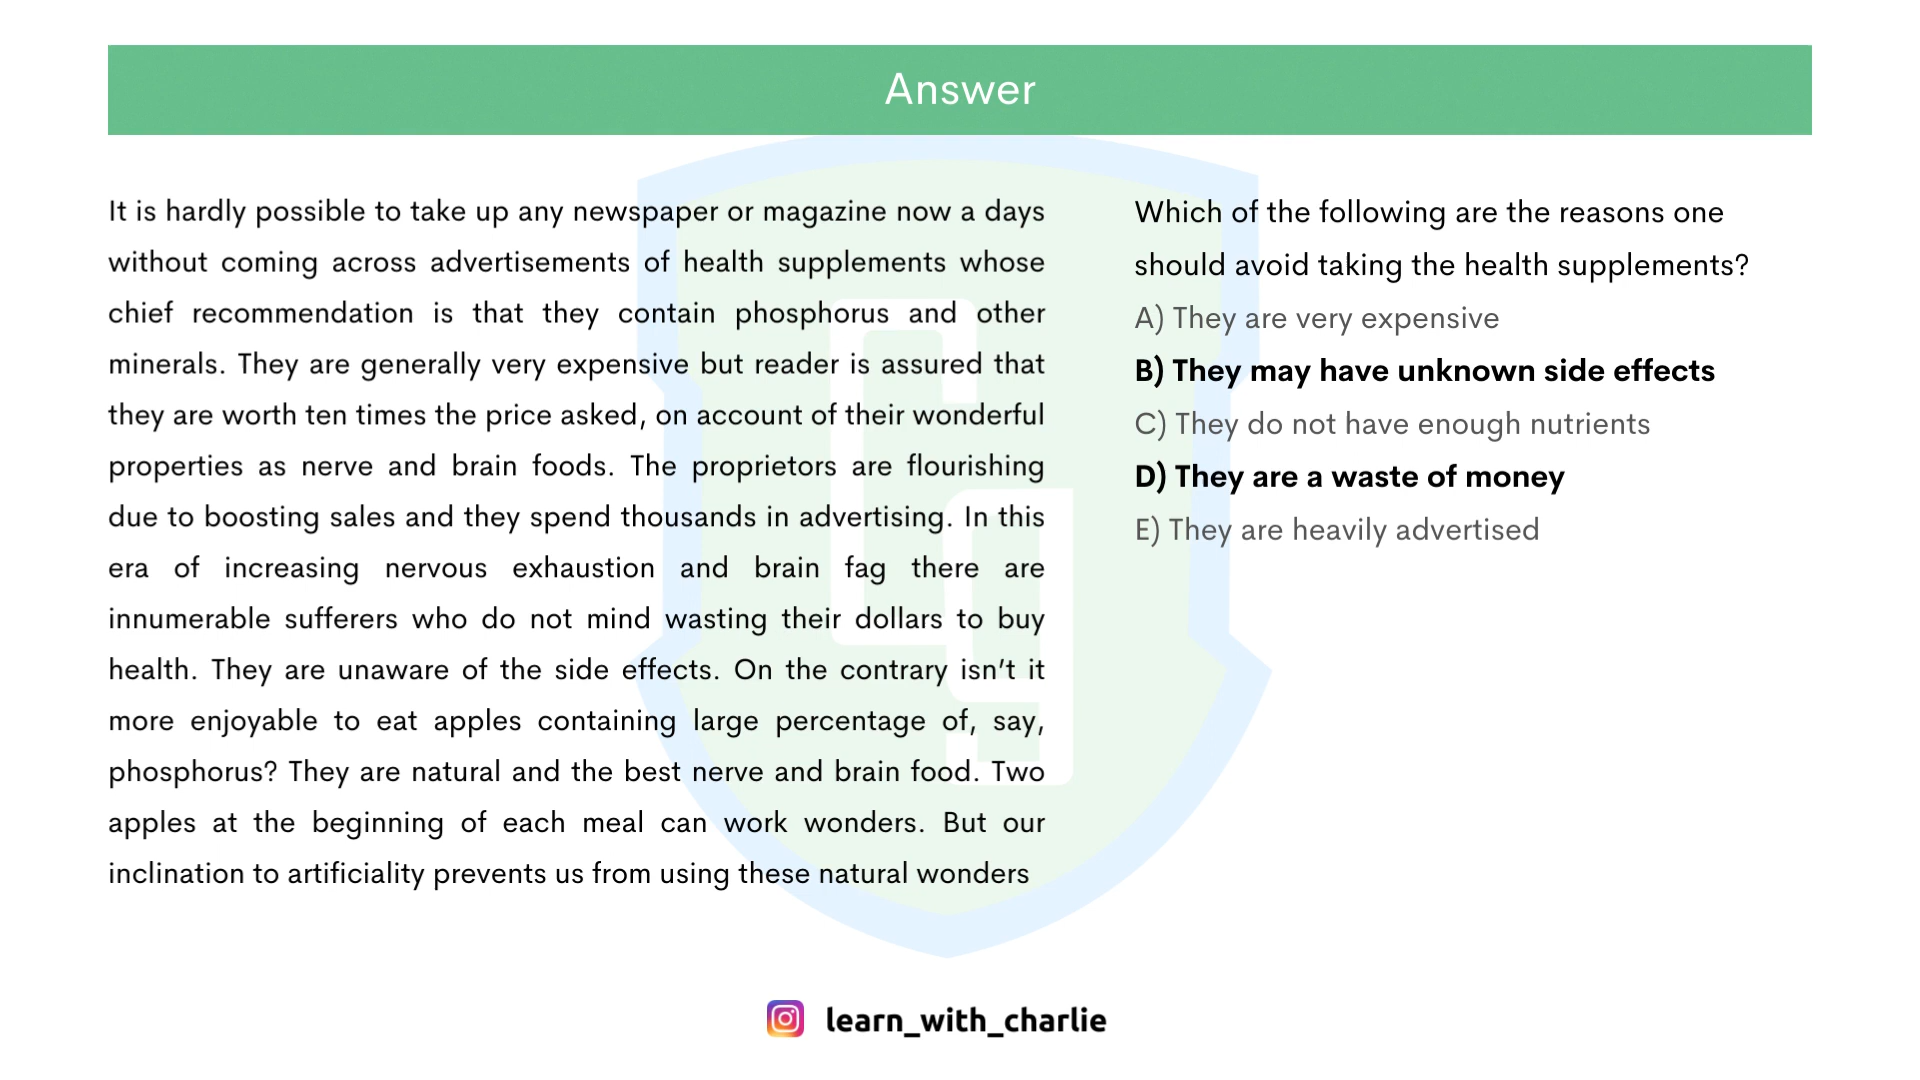 Answer
It is hardly possible to take up any newspaper or magazine now a days
without coming across advertisements of health supplements whose
chief recommendation is that they contain phosphorus and other
minerals. They are generally very expensive but reader is assured that
they are worth ten times the price asked, on account of their wonderful
properties as nerve and brain foods. The proprietors are flourishing
due to boosting sales and they spend thousands in advertising. In this
era of increasing nervous exhaustion and brain fag there are
innumerable sufferers who do not mind wasting their dollars to buy
health. They are unaware of the side effects. On the contrary isn't it
more enjoyable to eat apples containing large percentage of, say,
phosphorus? They are natural and the best nerve and brain food. Two
apples at the beginning of each meal can work wonders. But our
inclination to artificiality prevents us from using these natural wonders
Which of the following are the reasons one
should avoid taking the health supplements?
A) They are very expensive
B) They may have unknown side effects
C) They do not have enough nutrients
D) They are a waste of money
E) They are heavily advertised
learn_with_charlie